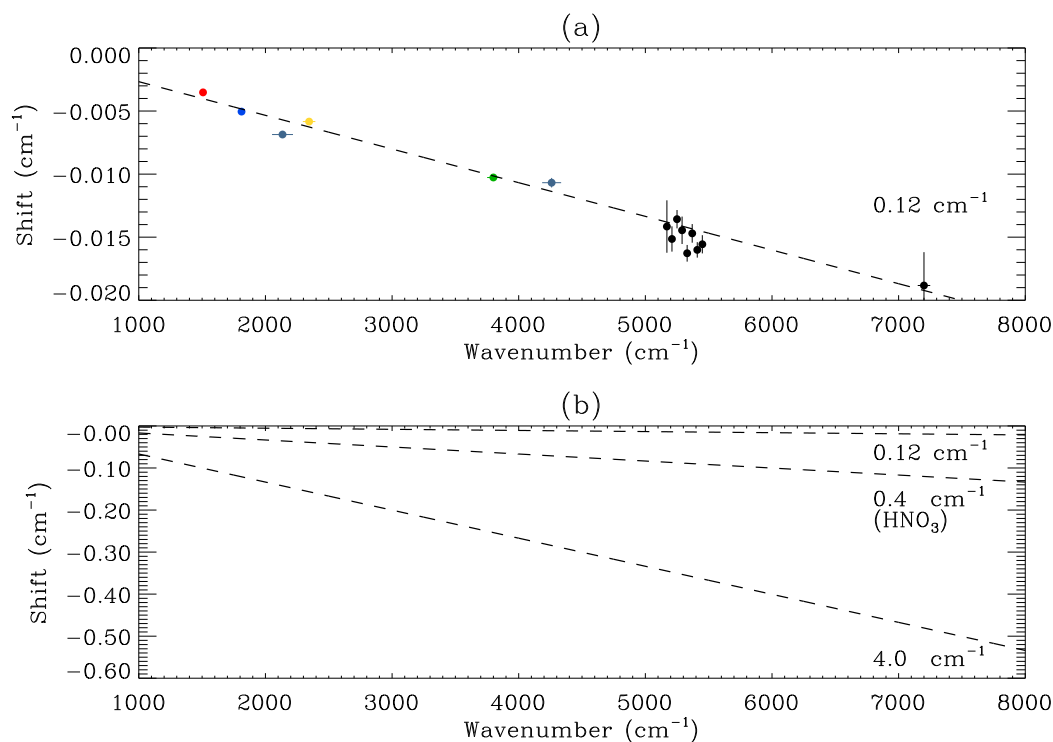 (a)
0.000
−0.005
−0.010
−0.015
−0.020
Shift (cm⁻¹)
0.12 cm⁻¹
1000 2000 3000 4000 5000 6000 7000 8000
Wavenumber (cm⁻¹)
(b)
−0.00
−0.10
−0.20
−0.30
−0.40
−0.50
−0.60
Shift (cm⁻¹)
0.12 cm⁻¹
0.4 cm⁻¹
(HNO₃)
4.0 cm⁻¹
1000 2000 3000 4000 5000 6000 7000 8000
Wavenumber (cm⁻¹)